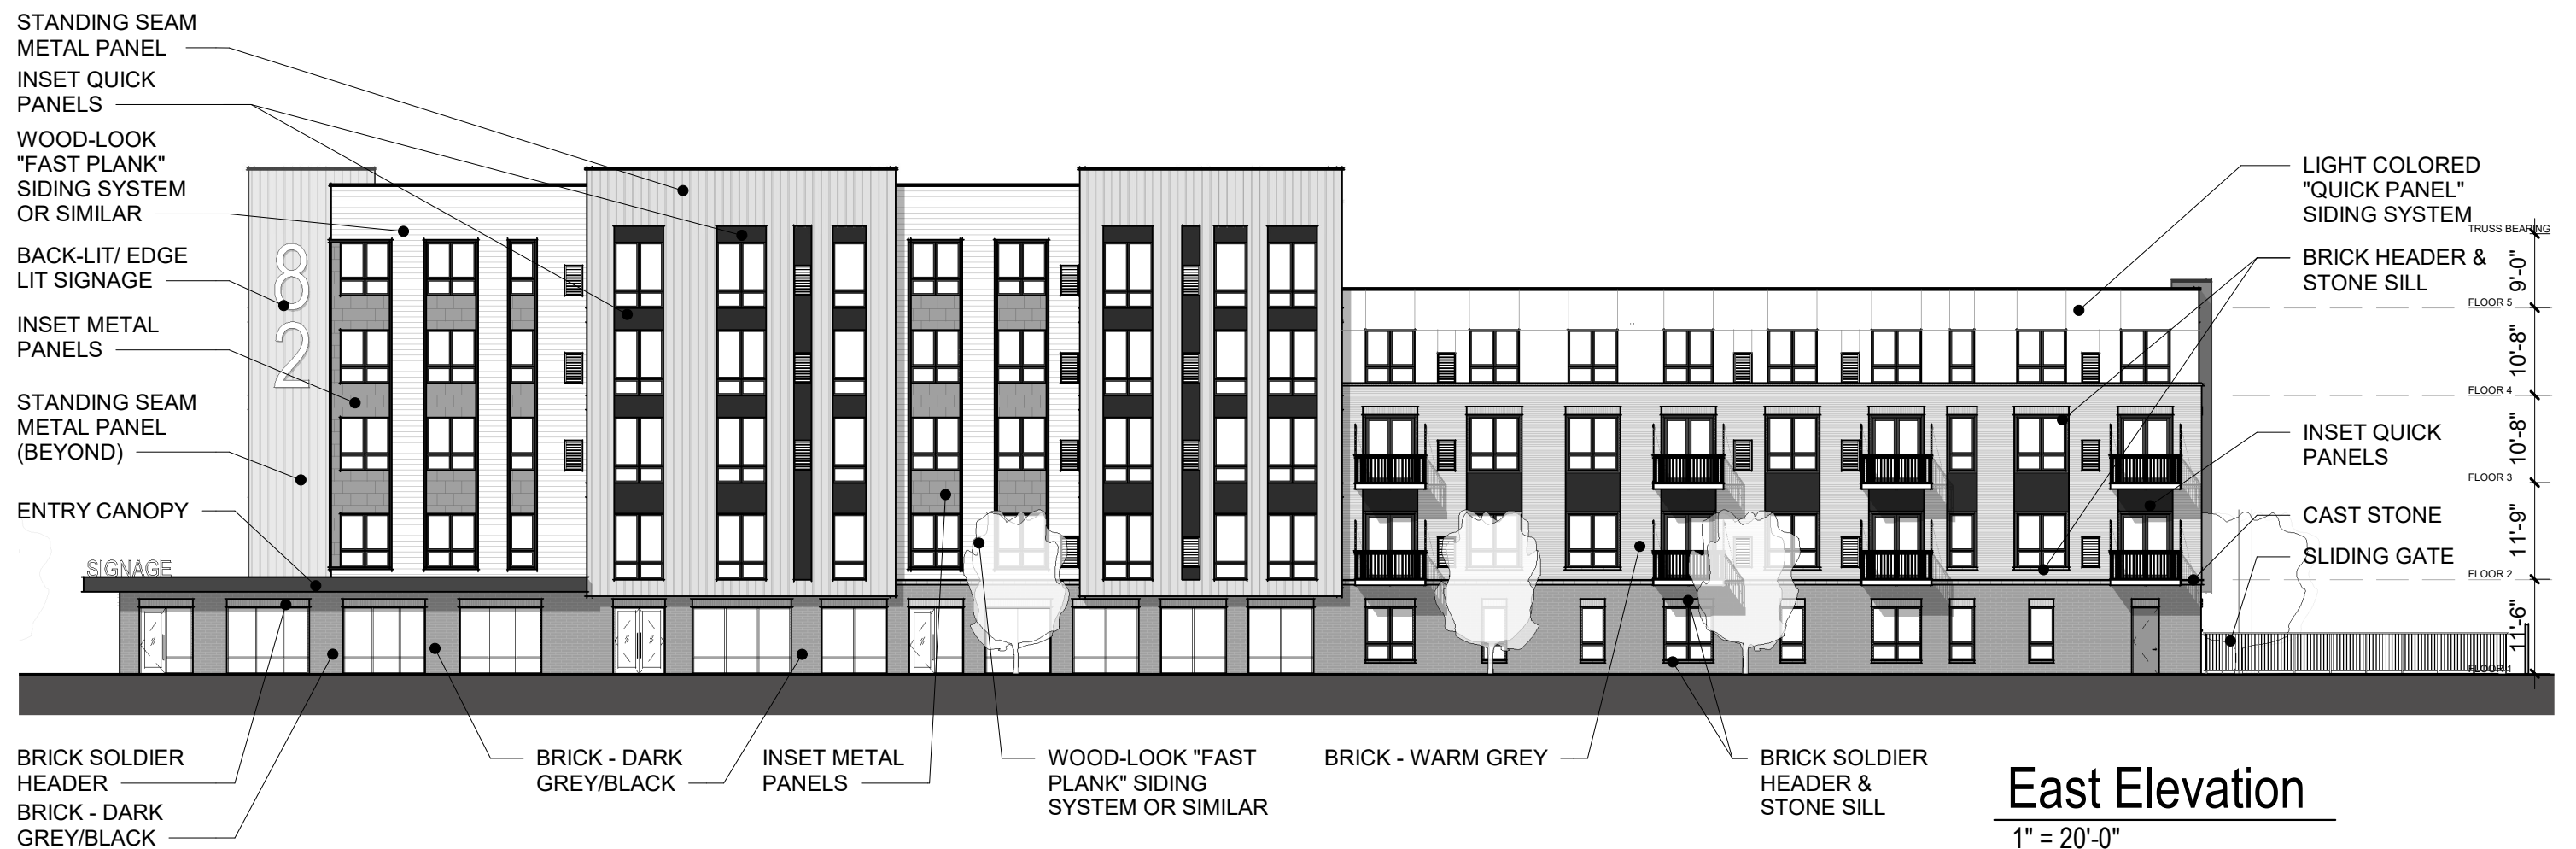 STANDING SEAM
METAL PANEL
INSET QUICK
PANELS
WOOD-LOOK
"FAST PLANK"
SIDING SYSTEM
OR SIMILAR
BACK-LIT/ EDGE
LIT SIGNAGE
INSET METAL
PANELS
STANDING SEAM
METAL PANEL
(BEYOND)
ENTRY CANOPY
SIGNAGE
8
2
LIGHT COLORED
"QUICK PANEL"
SIDING SYSTEM
TRUSS BEARING
BRICK HEADER &
STONE SILL
9'-0"
FLOOR 5
10'-8"
FLOOR 4
INSET QUICK
PANELS
10'-8"
FLOOR 3
CAST STONE
11'-9"
SLIDING GATE
FLOOR 2
11'-6"
FLOOR 1
BRICK SOLDIER
HEADER
BRICK - DARK
GREY/BLACK
BRICK - DARK
GREY/BLACK
INSET METAL
PANELS
WOOD-LOOK "FAST
PLANK" SIDING
SYSTEM OR SIMILAR
BRICK - WARM GREY
BRICK SOLDIER
HEADER &
STONE SILL
East Elevation
1" = 20'-0"